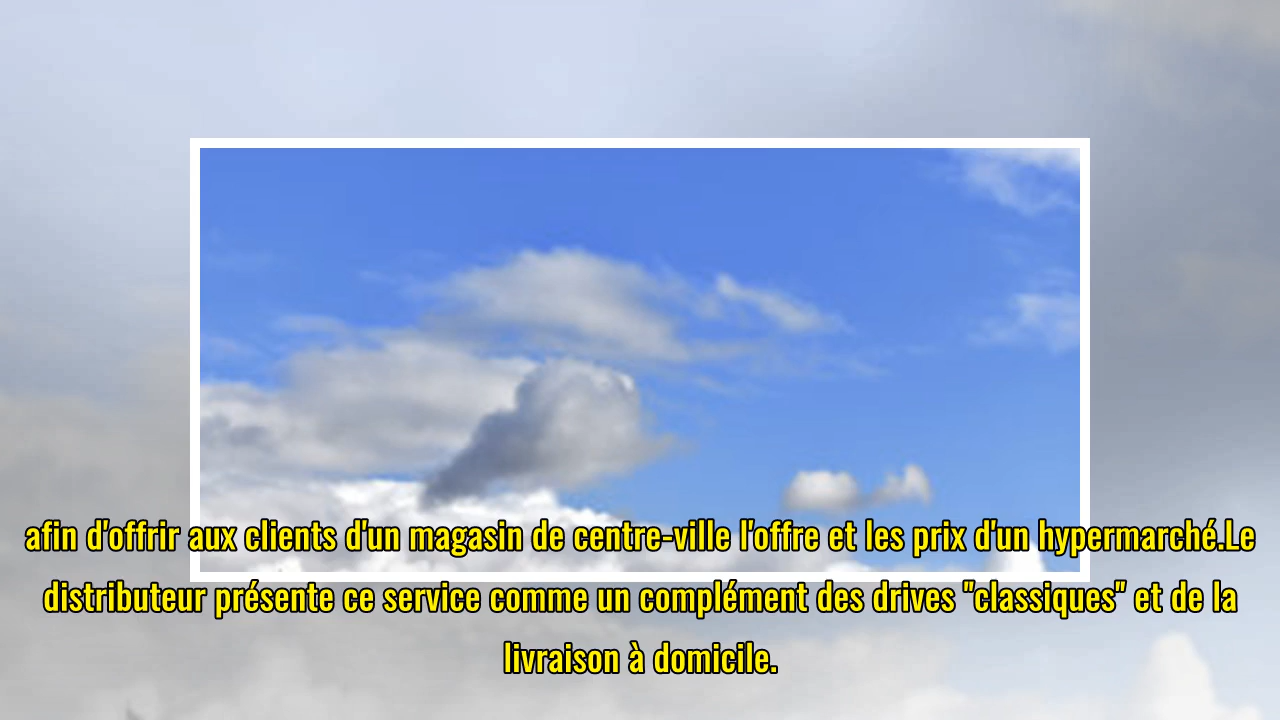 afin d'offrir aux clients d'un magasin de centre-ville l'offre et les prix d'un hypermarché.Le
distributeur présente ce service comme un complément des drives "classiques" et de la
livraison à domicile.